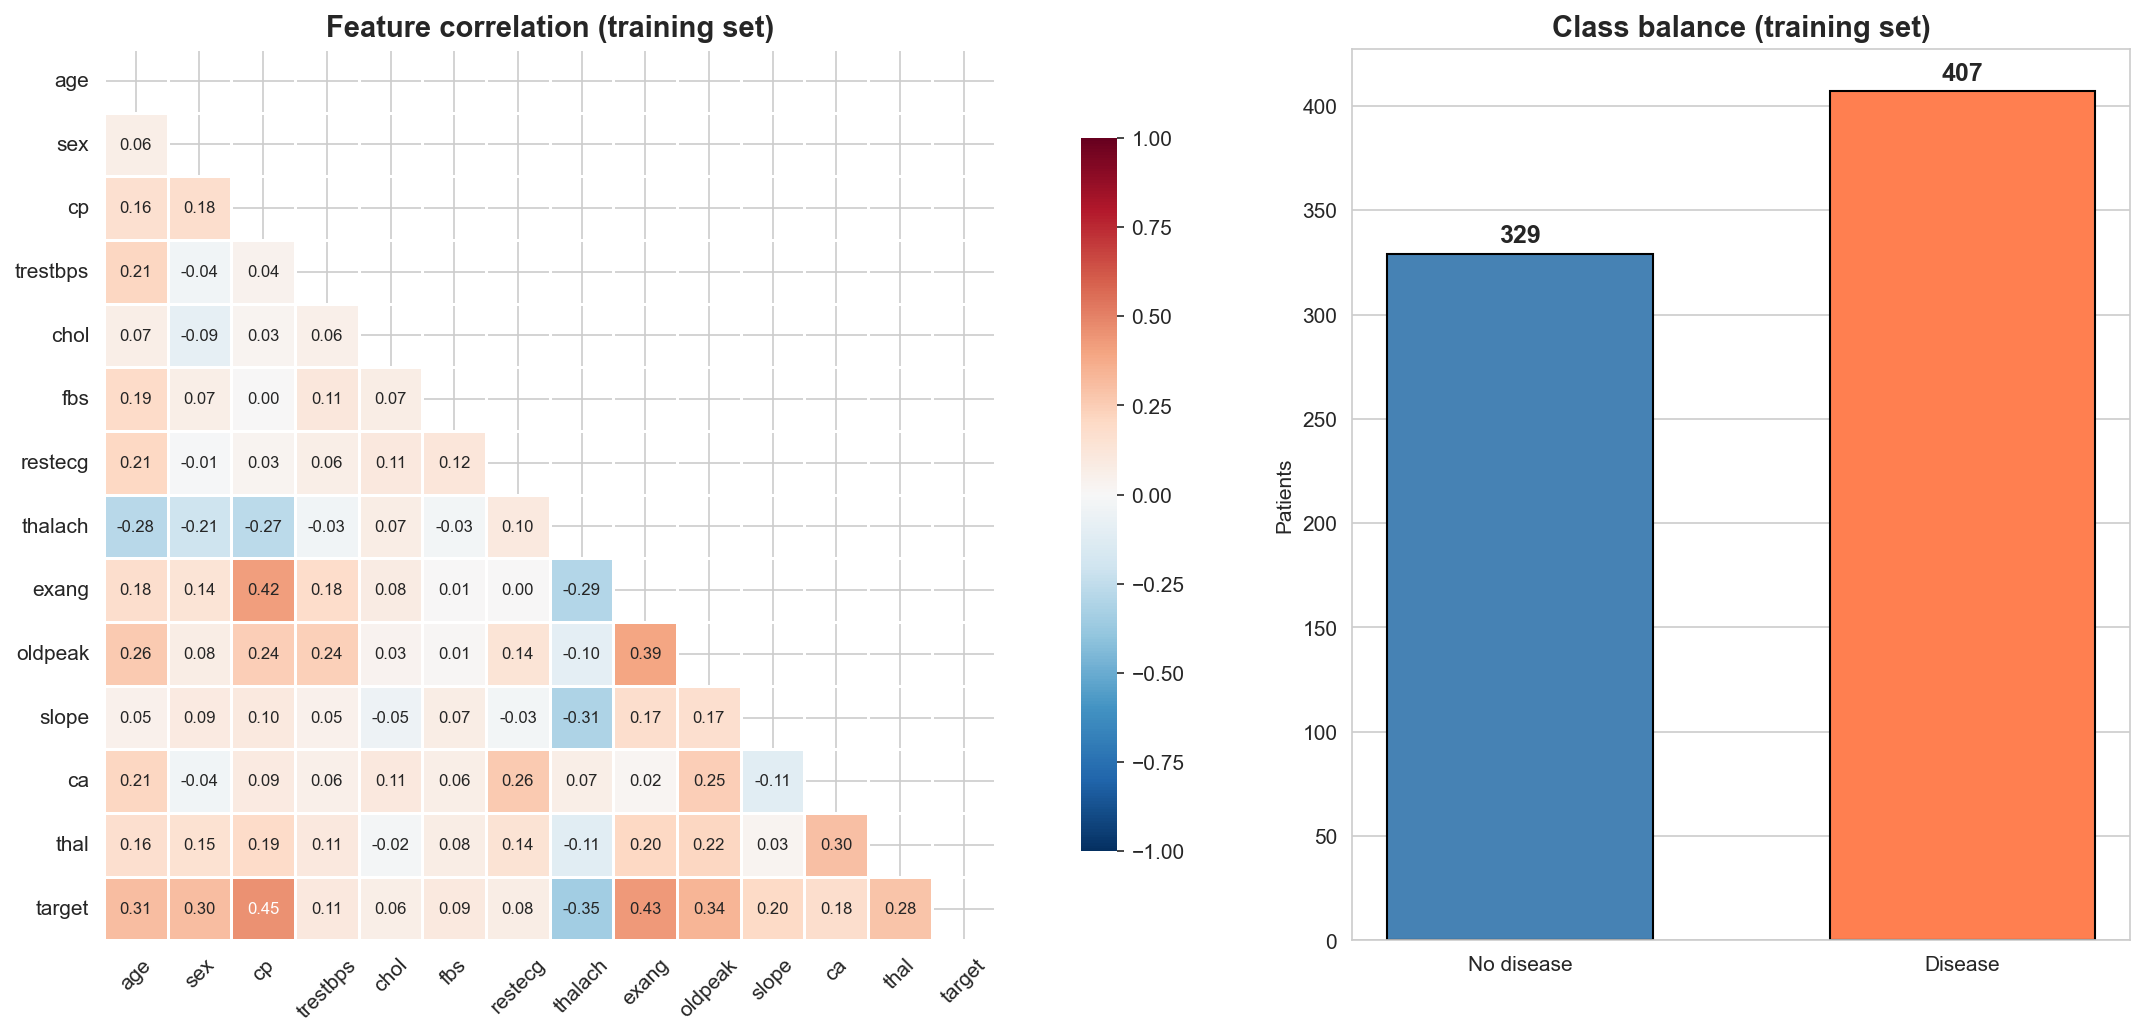 Feature correlation (training set)
age
sex 0.06
cp 0.16 0.18
trestbps 0.21 -0.04 0.04
chol 0.07 -0.09 0.03 0.06
fbs 0.19 0.07 0.00 0.11 0.07
restecg 0.21 -0.01 0.03 0.06 0.11 0.12
thalach -0.28 -0.21 -0.27 -0.03 0.07 -0.03 0.10
exang 0.18 0.14 0.42 0.18 0.08 0.01 0.00 -0.29
oldpeak 0.26 0.08 0.24 0.24 0.03 0.01 0.14 -0.10 0.39
slope 0.05 0.09 0.10 0.05 -0.05 0.07 -0.03 -0.31 0.17 0.17
ca 0.21 -0.04 0.09 0.06 0.11 0.06 0.26 0.07 0.02 0.25 -0.11
thal 0.16 0.15 0.19 0.11 -0.02 0.08 0.14 -0.11 0.20 0.22 0.03 0.30
target 0.31 0.30 0.45 0.11 0.06 0.09 0.08 -0.35 0.43 0.34 0.20 0.18 0.28
age sex cp trestbps chol fbs restecg thalach exang oldpeak slope ca thal target
1.00
0.75
0.50
0.25
0.00
−0.25
−0.50
−0.75
−1.00
Class balance (training set)
Patients
400
350
300
250
200
150
100
50
0
329
407
No disease
Disease